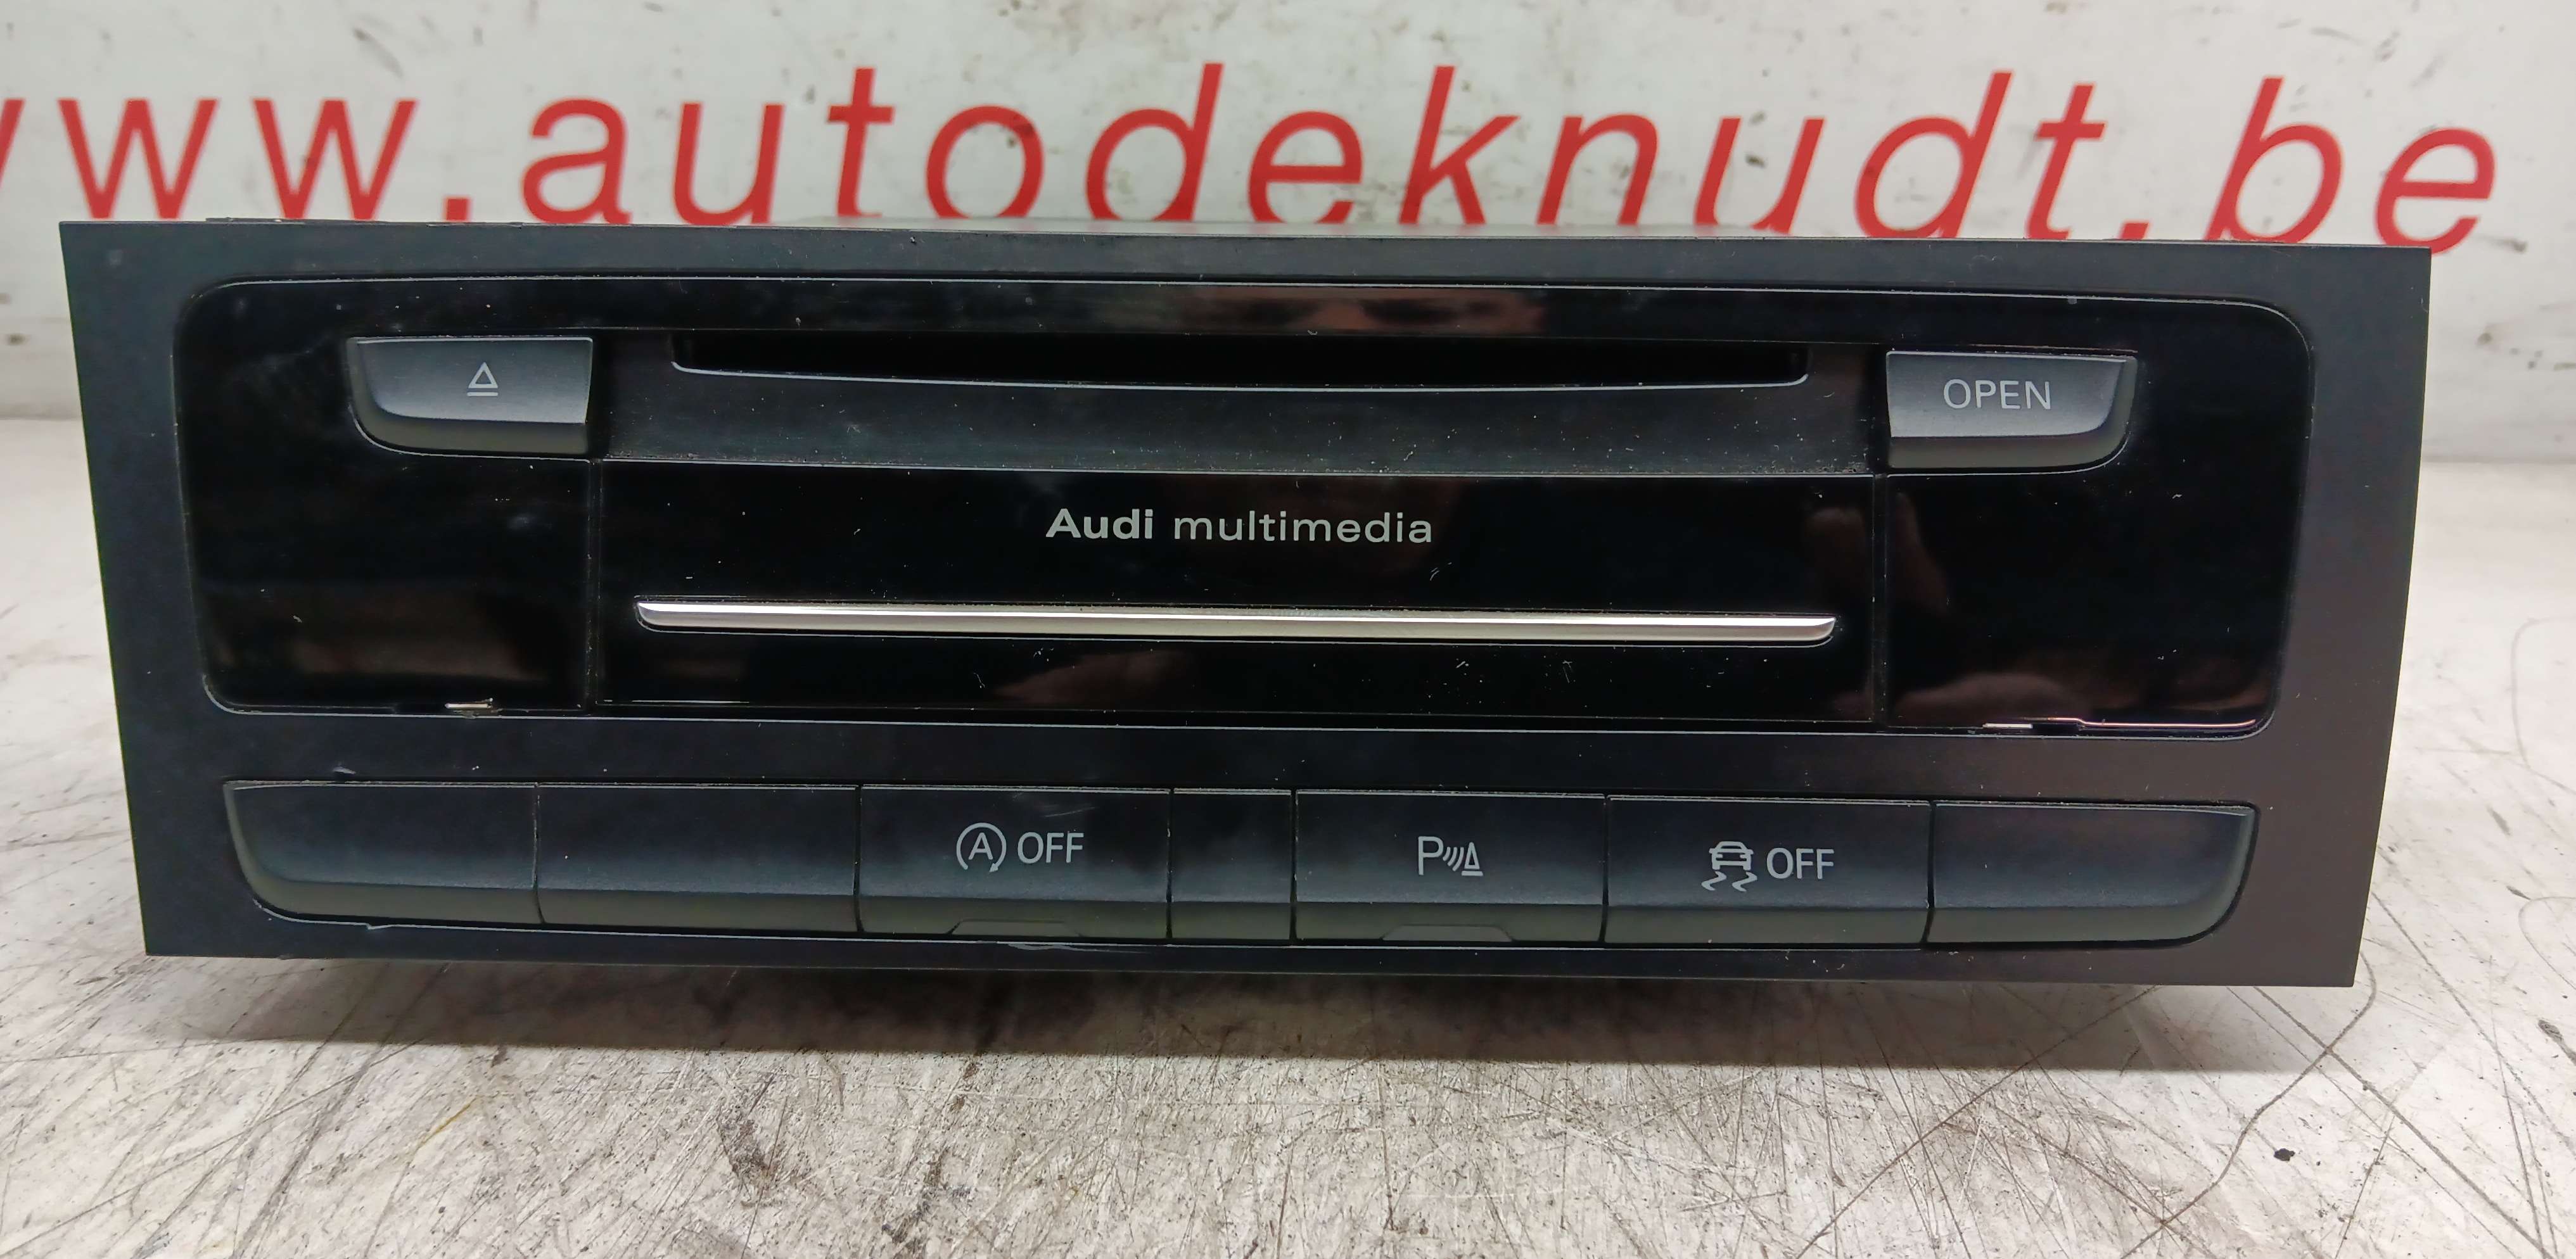 www.autodeknudt.be
OPEN
Audi multimedia
A OFF
P
OFF